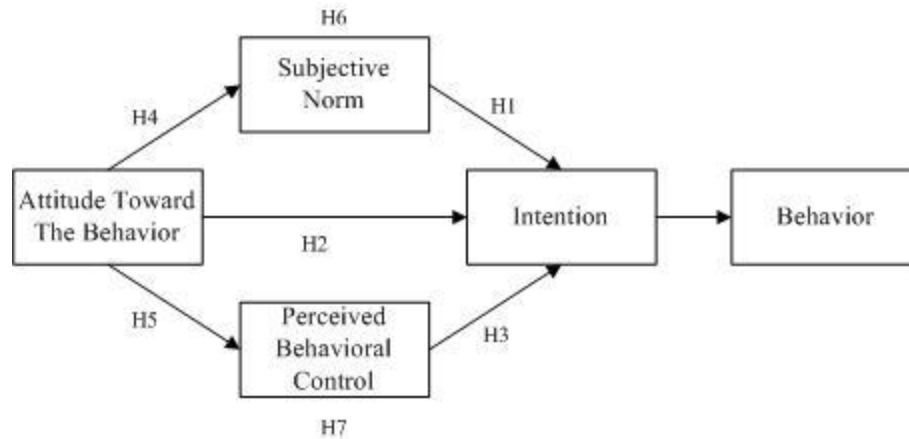 H6
Subjective
Norm
H4
H1
Attitude Toward
The Behavior
H2
Intention
Behavior
H5
Perceived
Behavioral
Control
H3
H7